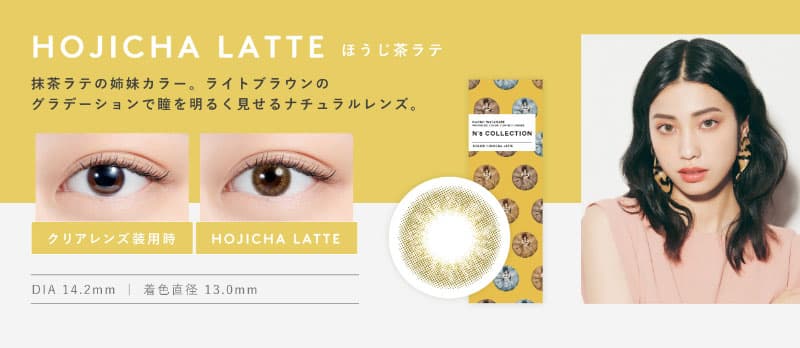 HOJICHA LATTE ほうじ茶ラテ
抹茶ラテの姉妹カラー。ライトブラウンの
グラデーションで瞳を明るく見せるナチュラルレンズ。
N's COLLECTION
クリアレンズ装用時
HOJICHA LATTE
DIA 14.2mm | 着色直径 13.0mm